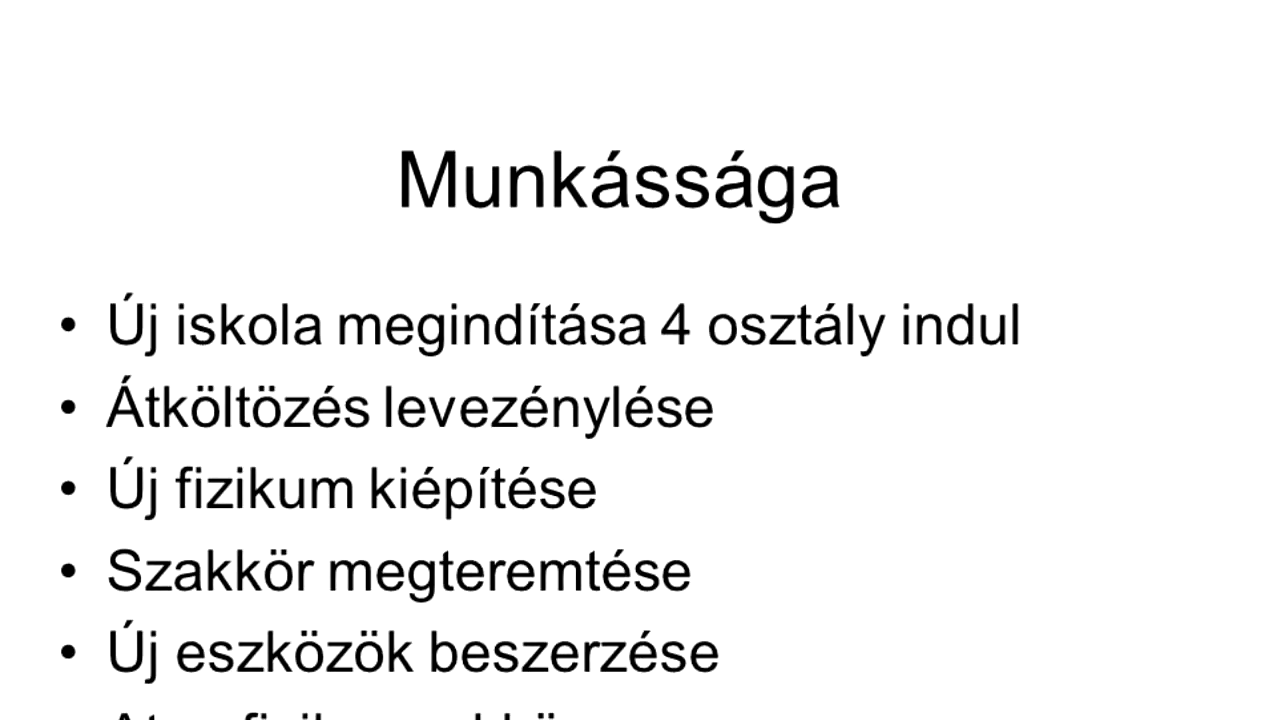 Munkássága
• Új iskola megindítása 4 osztály indul
• Átköltözés levezénylése
• Új fizikum kiépítése
• Szakkör megteremtése
• Új eszközök beszerzése